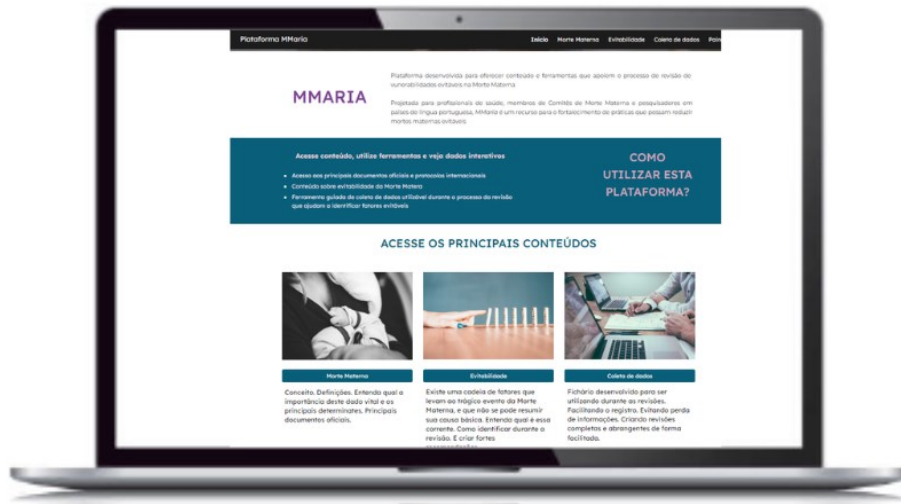 Plataforma MMaria
Início Morte Materna Evitabilidade Coleta de dados
MMARIA
Plataforma desenvolvida para oferecer conteúdo e ferramentas que apoiem o processo de revisão de
vunerabilidades evitáveis na Morte Materna
Projetada para profissionais de saúde, membros de Comitês de Morte Materna e pesquisadores em
países de língua portuguesa, MMaria é um recurso para o fortalecimento de práticas que possam reduzir
mortes maternas evitáveis
Acesse conteúdo, utilize ferramentas e veja dados interativos
• Acesso aos principais documentos oficiais e protocolos internacionais
• Conteúdo sobre evitabilidade da Morte Matera
• Ferramenta guiada de coleta de dados utilizável durante o processo da revisão
que ajudam a identificar fatores evitáveis
COMO
UTILIZAR ESTA
PLATAFORMA?
ACESSE OS PRINCIPAIS CONTEÚDOS
Morte Materna
Conceito. Definições. Entenda qual a
importância deste dado vital e os
principais determinates. Principais
documentos oficiais.
Evitabilidade
Existe uma cadeia de fatores que
levam ao trágico evento da Morte
Materna, e que não se pode resumir
sua causa básica. Entenda qual é essa
corrente. Como identificar durante a
revisão. E criar fortes
Coleta de dados
Fichário desenvolvido para ser
utilizando durante as revisões.
Facilitando o registro. Evitando perda
de informações. Criando revisões
completas e abrangentes de forma
facilitada.